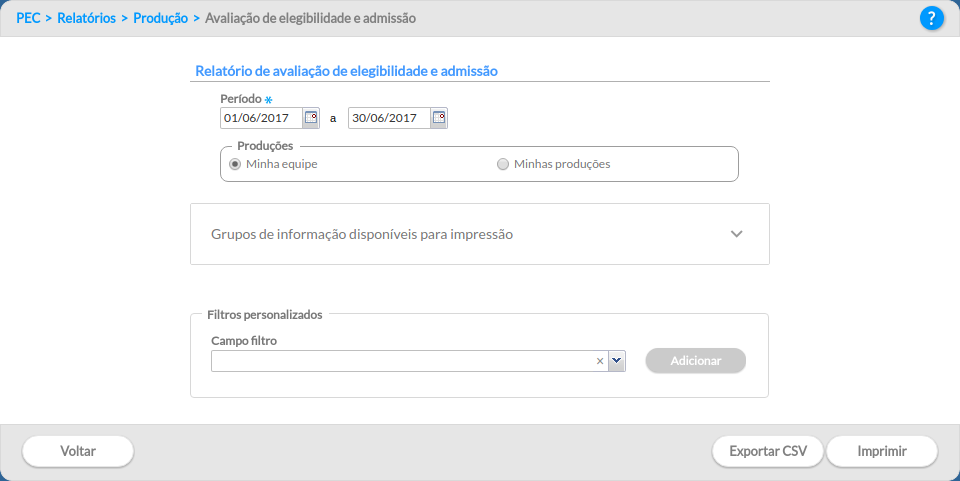 PEC > Relatórios > Produção > Avaliação de elegibilidade e admissão ?
Relatório de avaliação de elegibilidade e admissão
Período *
01/06/2017 a 30/06/2017
Produções
Minha equipe Minhas produções
Grupos de informação disponíveis para impressão
Filtros personalizados
Campo filtro
× Adicionar
Voltar Exportar CSV Imprimir